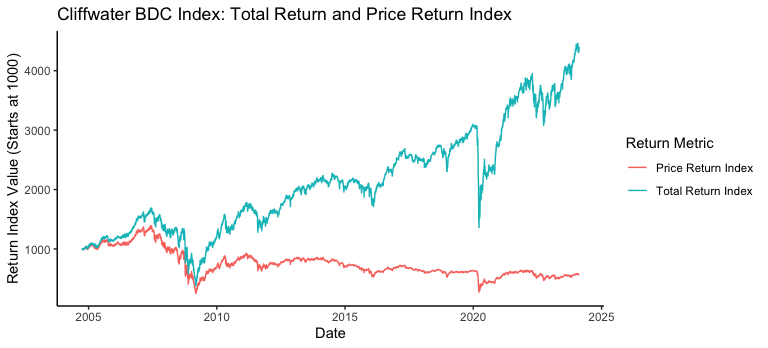 Cliffwater BDC Index: Total Return and Price Return Index
Return Index Value (Starts at 1000)
4000
3000
2000
1000
2005
2010
2015
2020
2025
Date
Return Metric
Price Return Index
Total Return Index